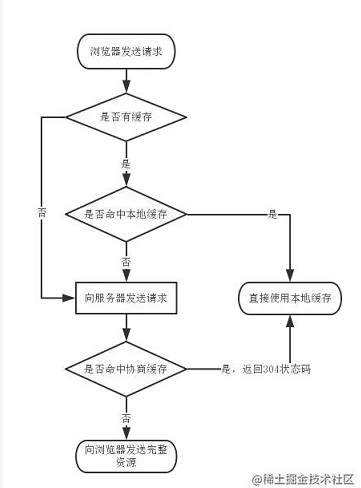 浏览器发送请求
是否有缓存
是
否
是否命中本地缓存
是
否
向服务器发送请求
直接使用本地缓存
是否命中协商缓存
是，返回304状态码
否
向浏览器发送完整
资源
@稀土掘金技术社区